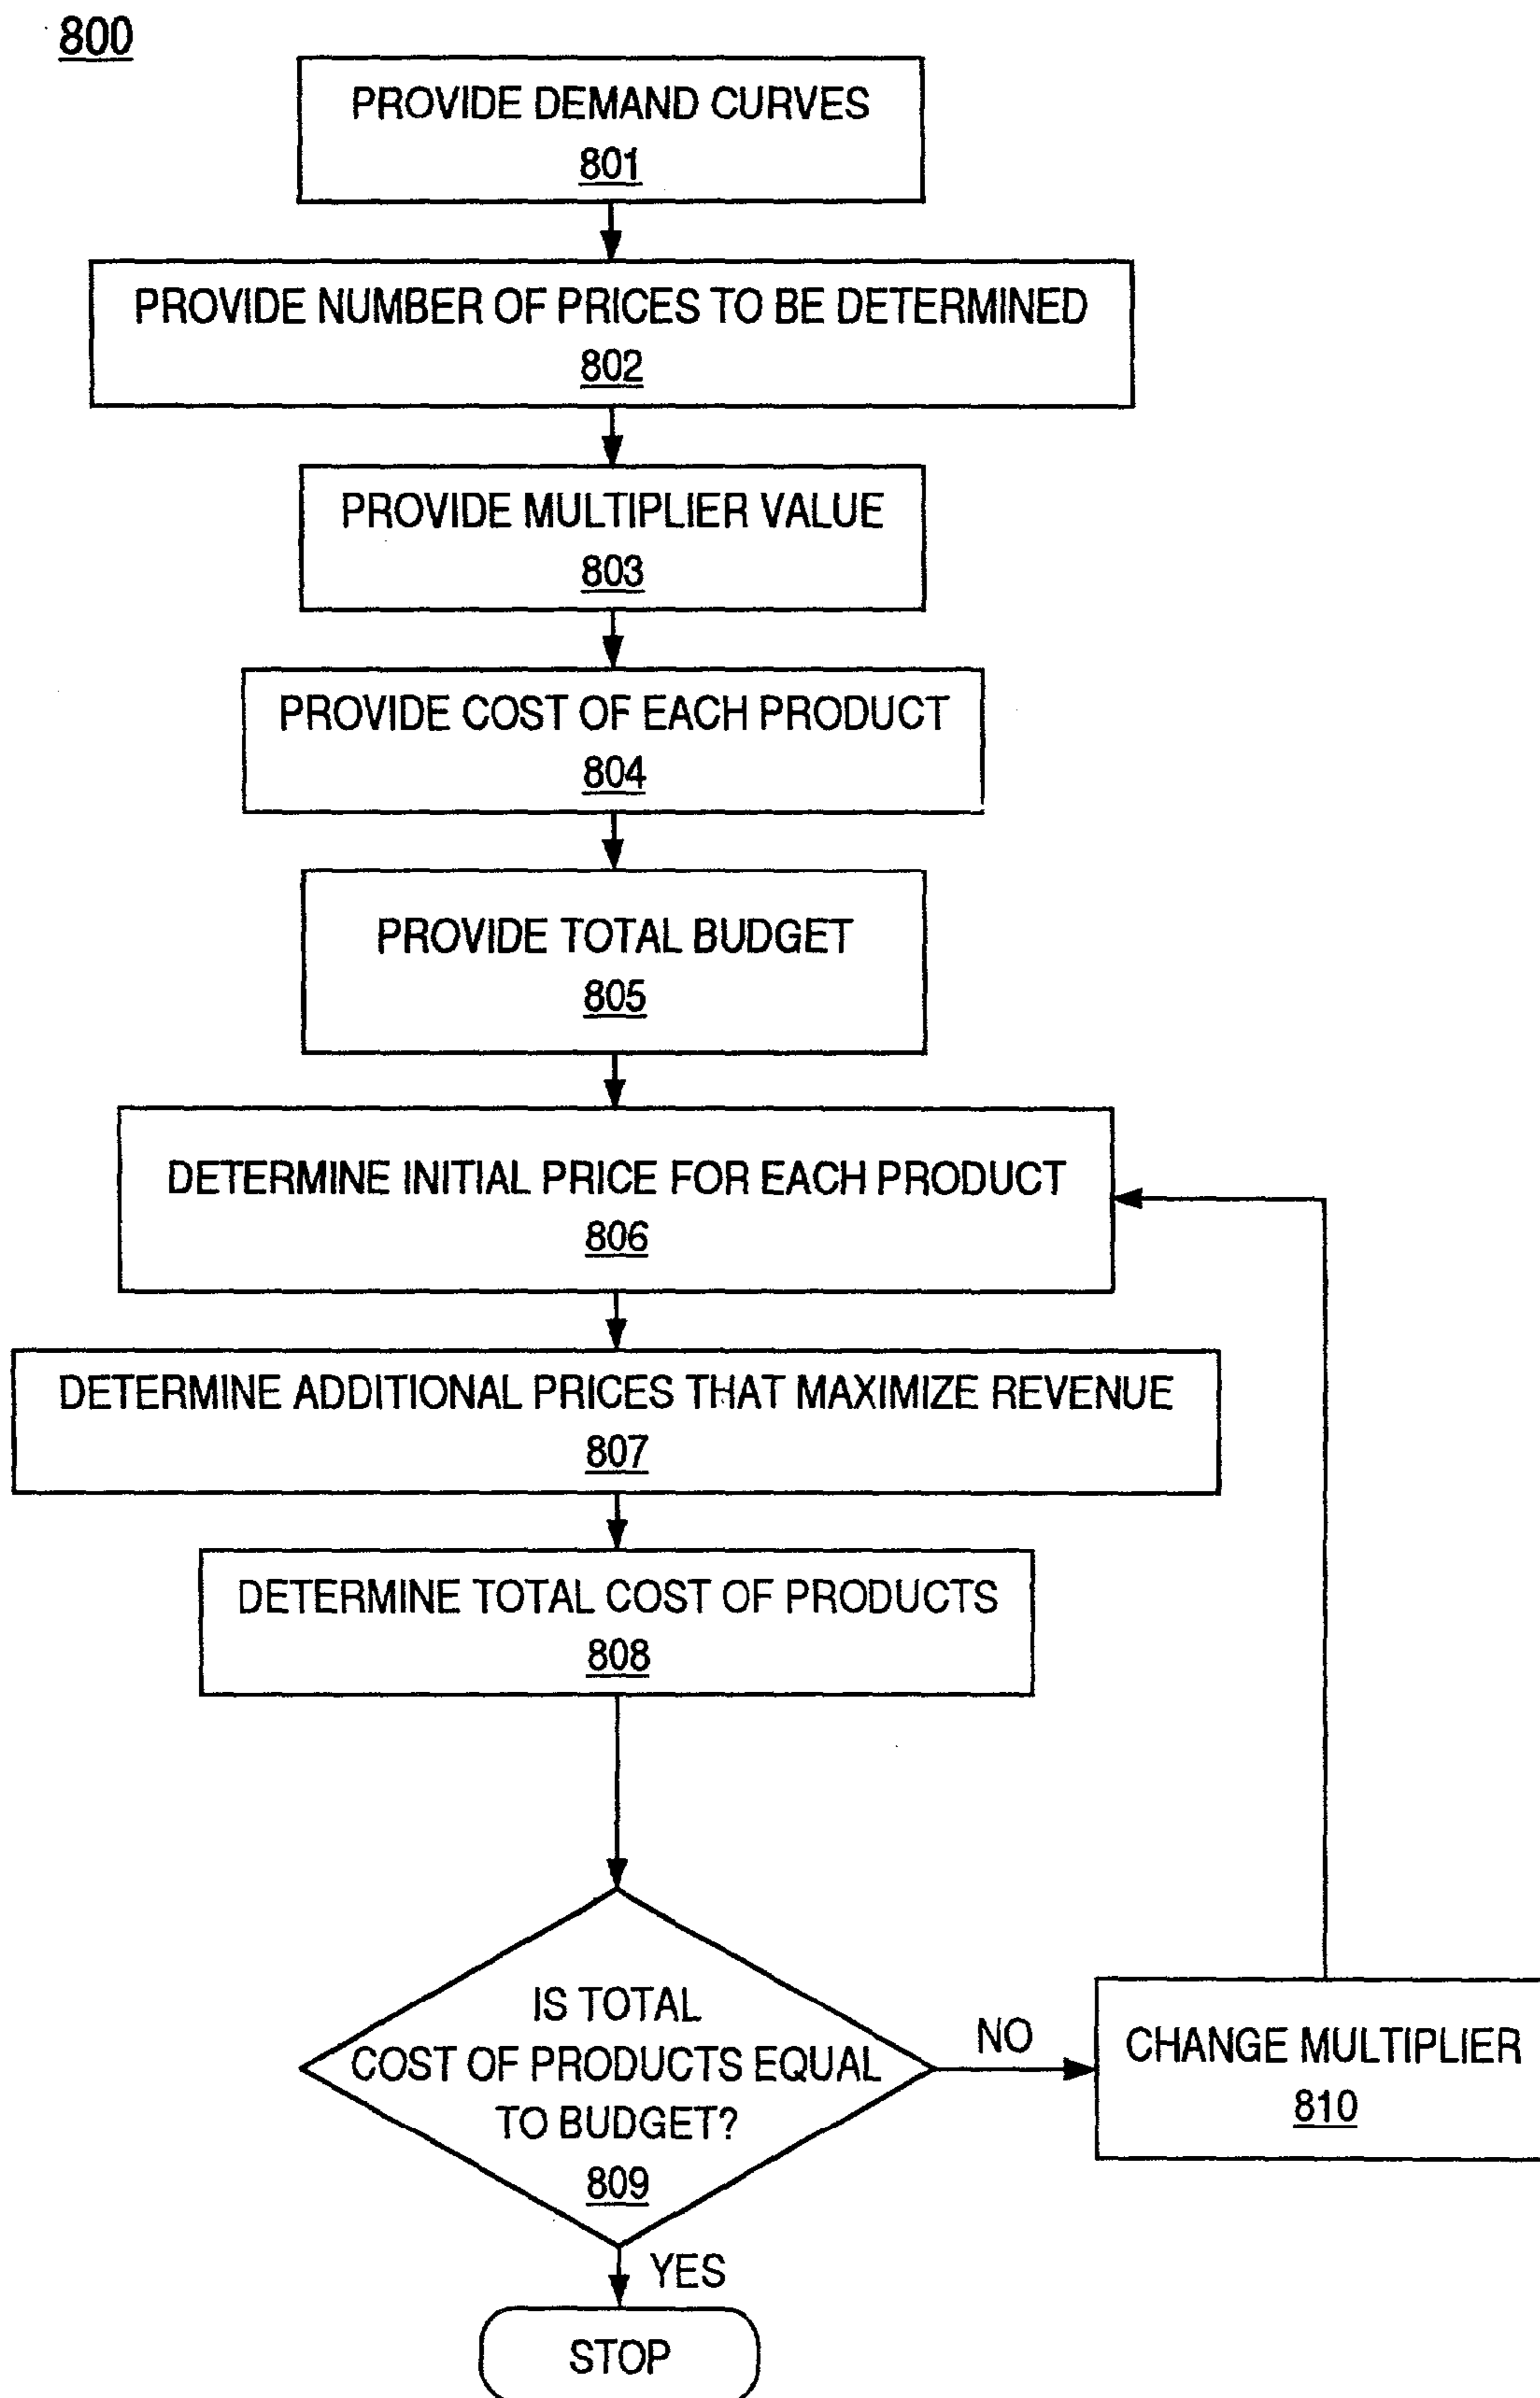 800
PROVIDE DEMAND CURVES
801
PROVIDE NUMBER OF PRICES TO BE DETERMINED
802
PROVIDE MULTIPLIER VALUE
803
PROVIDE COST OF EACH PRODUCT
804
PROVIDE TOTAL BUDGET
805
DETERMINE INITIAL PRICE FOR EACH PRODUCT
806
DETERMINE ADDITIONAL PRICES THAT MAXIMIZE REVENUE
807
DETERMINE TOTAL COST OF PRODUCTS
808
IS TOTAL
COST OF PRODUCTS EQUAL
TO BUDGET?
809
NO
CHANGE MULTIPLIER
810
YES
STOP